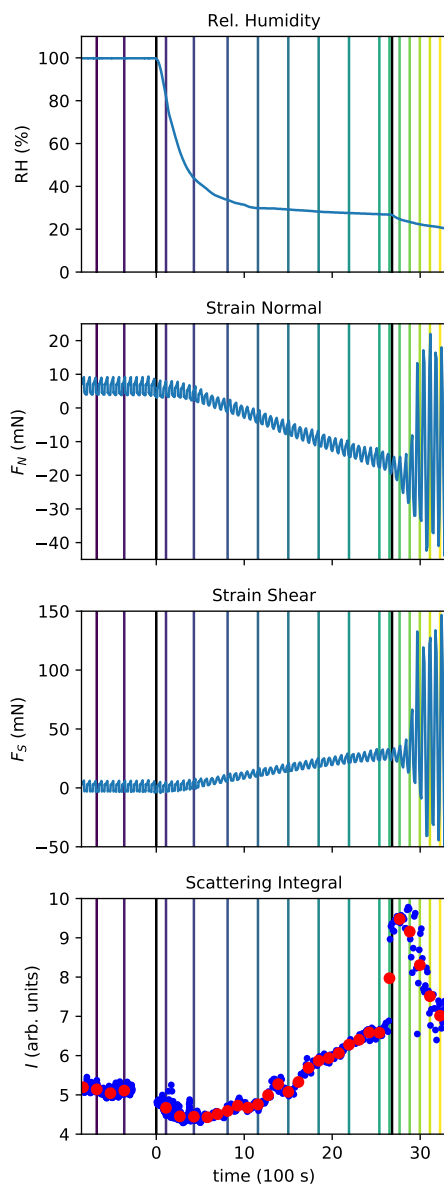 Rel. Humidity
100
80
60
40
20
0
RH (%)
Strain Normal
20
10
0
−10
−20
−30
−40
F_N (mN)
Strain Shear
150
100
50
0
−50
F_S (mN)
Scattering Integral
10
9
8
7
6
5
4
I (arb. units)
0 10 20 30
time (100 s)